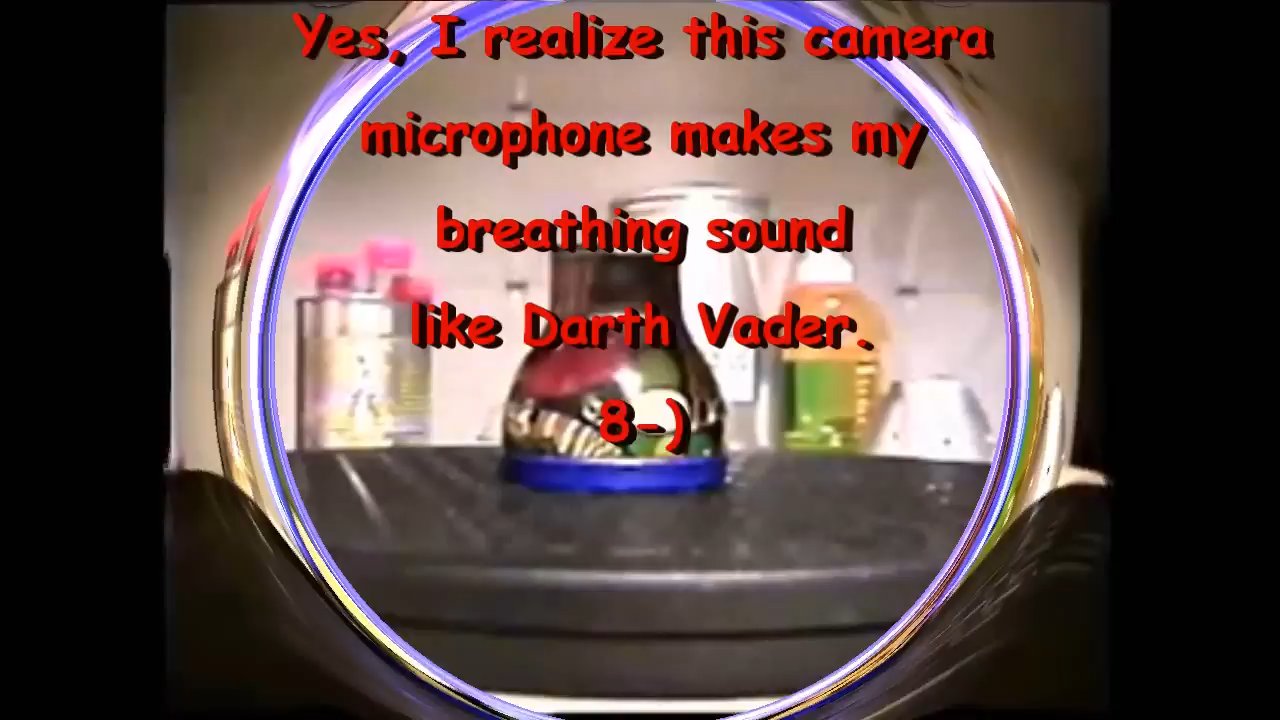 Yes, I realize this camera
microphone makes my
breathing sound
like Darth Vader.
8-)